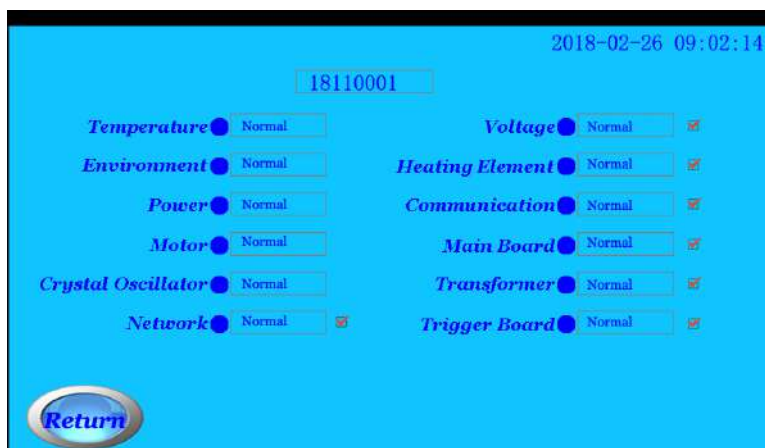 2018-02-26 09:02:14
18110001
Temperature Normal Voltage Normal
Environment Normal Heating Element Normal
Power Normal Communication Normal
Motor Normal Main Board Normal
Crystal Oscillator Normal Transformer Normal
Network Normal Trigger Board Normal
Return